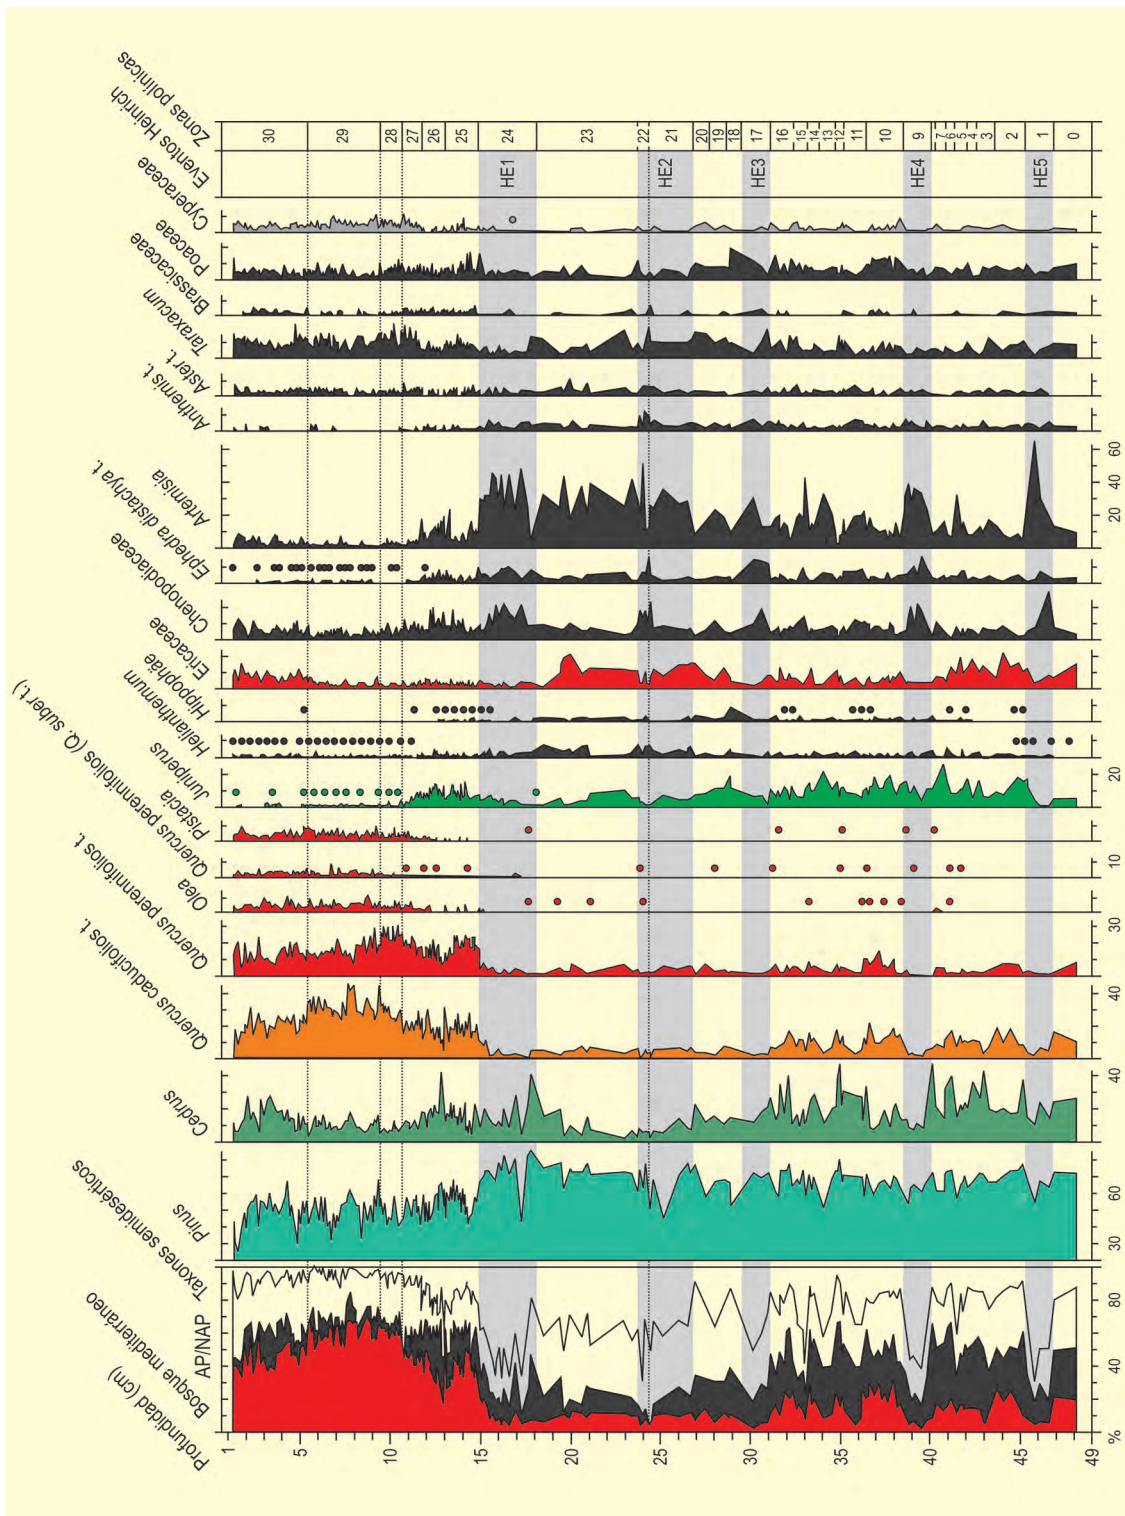 Zonas polínicas
Eventos Heinrich
Cyperaceae
Poaceae
Brassicaceae
Taraxacum
Aster t.
Anthemis t.
Artemisia
Ephedra distachya t.
Chenopodiaceae
Ericaceae
Hippophäe
Helianthemum
Juniperus
Pistacia
Quercus perennifolios (Q. suber t.)
Olea
Quercus perennifolios t.
Quercus caducifolios t.
Cedrus
Pinus
Taxones semidesérticos
AP/NAP
Bosque mediterráneo
Profundidad (cm)
30 29 28 27 26 25 24 23 22 21 20 19 18 17 16 15 14 13 12 11 10 9 7 6 5 4 3 2 1 0
HE1 HE2 HE3 HE4 HE5
60
40
20
20
10
30
40
40
60
30
80
40
%
1 5 10 15 20 25 30 35 40 45 49